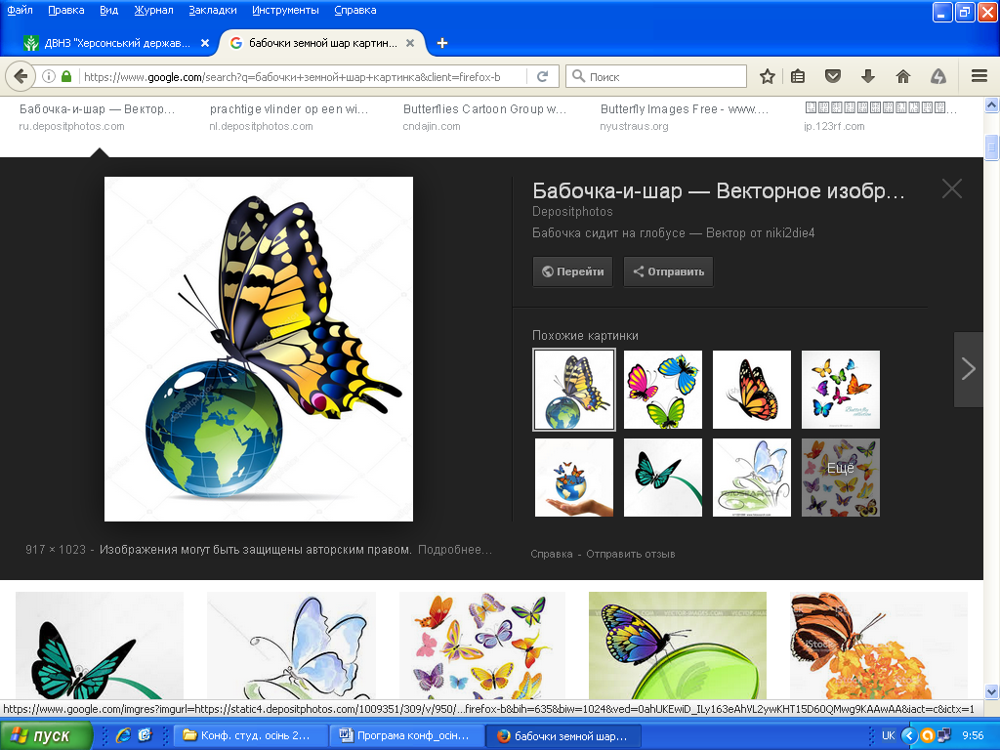 Файл Правка Вид Журнал Закладки Инструменты Справка
ДВНЗ "Херсонський держав... бабочки земной шар картин...
https://www.google.com/search?q=бабочки+земной+шар+картинка&client=firefox-b Поиск
Бабочка-и-шар — Вектор... prachtige vlinder op een wi... Butterflies Cartoon Group w... Butterfly Images Free - www....
ru.depositphotos.com nl.depositphotos.com cndajin.com nyustraus.org jp.123rf.com
Бабочка-и-шар — Векторное изобр...
Depositphotos
Бабочка сидит на глобусе — Вектор от niki2die4
Перейти Отправить
Похожие картинки
Ещё
917 × 1023 - Изображения могут быть защищены авторским правом. Подробнее...
Справка - Отправить отзыв
iStock
https://www.google.com/imgres?imgurl=https://static4.depositphotos.com/1009351/309/v/950/...firefox-b&bih=635&biw=1024&ved=0ahUKEwiD_ILy163eAhVL2ywKHT15D60QMwg9KAAwAA&iact=c&ictx=1
пуск Конф. студ. осінь 2... Програма конф_осін... бабочки земной шар... UK 9:56